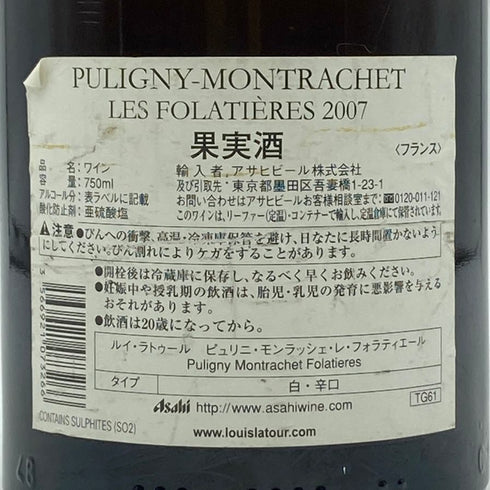 PULIGNY-MONTRACHET
LES FOLATIÈRES 2007
果実酒 〈フランス〉
品名：ワイン
容量：750ml
アルコール分：表ラベルに記載
酸化防止剤：亜硫酸塩
輸入者 アサヒビール株式会社
及び引取先：東京都墨田区吾妻橋1-23-1
お問い合わせはアサヒビールお客様相談室まで 0120-011-121
このワインは、リーファー(定温)・コンテナーで輸入し、定温倉庫にて保管されています。
⚠注意 ●びんへの衝撃、高温・冷凍庫保管を避け、日なたに長時間置かないよう
にしてください。びん割れによりケガをすることがあります。
●開栓後は冷蔵庫に保存し、なるべく早くお飲みください。
●妊娠中や授乳期の飲酒は、胎児・乳児の発育に悪影響を与える
おそれがあります。
●飲酒は20歳になってから。
ルイ・ラトゥール ピュリニ・モンラッシェ・レ・フォラティエール
Puligny Montrachet Folatieres
タイプ 白・辛口
Asahi http://www.asahiwine.com/ TG61
CONTAINS SULPHITES (SO2)
www.louislatour.com